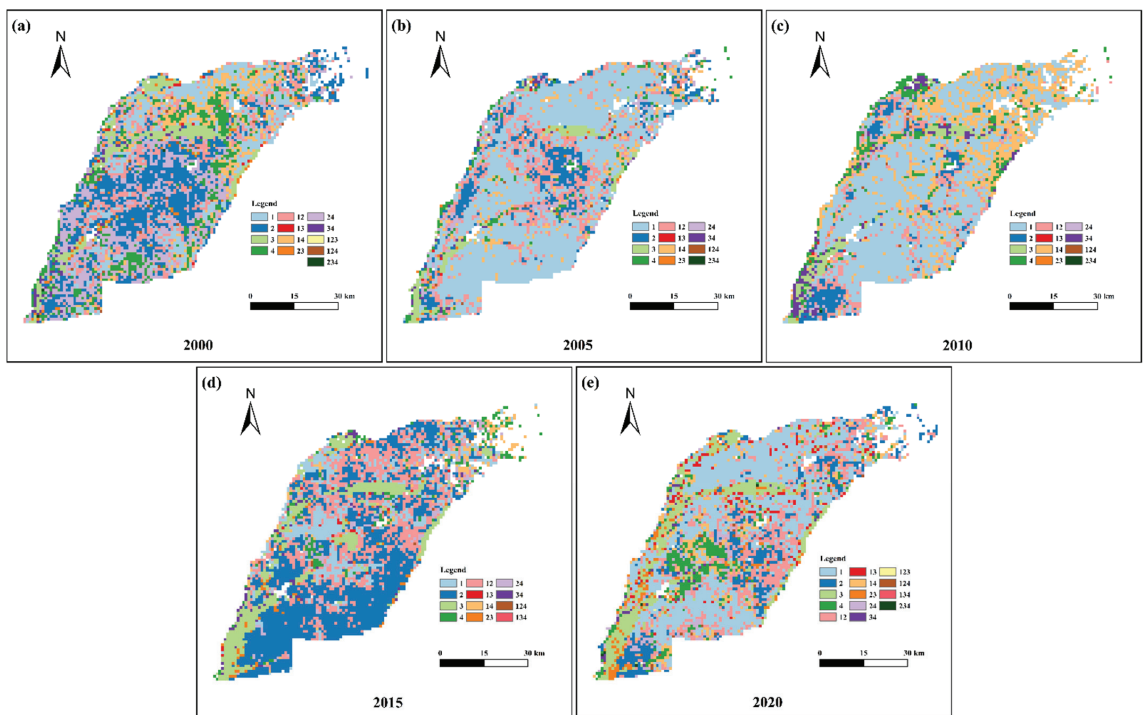 (a)
N
Legend
1 12 24
2 13 34
3 14 123
4 23 124
234
0 15 30 km
2000
(b)
N
Legend
1 12 24
2 13 34
3 14 124
4 23 234
0 15 30 km
2005
(c)
N
Legend
1 12 24
2 13 34
3 14 124
4 23 234
0 15 30 km
2010
(d)
N
Legend
1 12 24
2 13 34
3 14 124
4 23 134
0 15 30 km
2015
(e)
N
Legend
1 13 123
2 14 124
3 23 134
4 24 234
12 34
0 15 30 km
2020